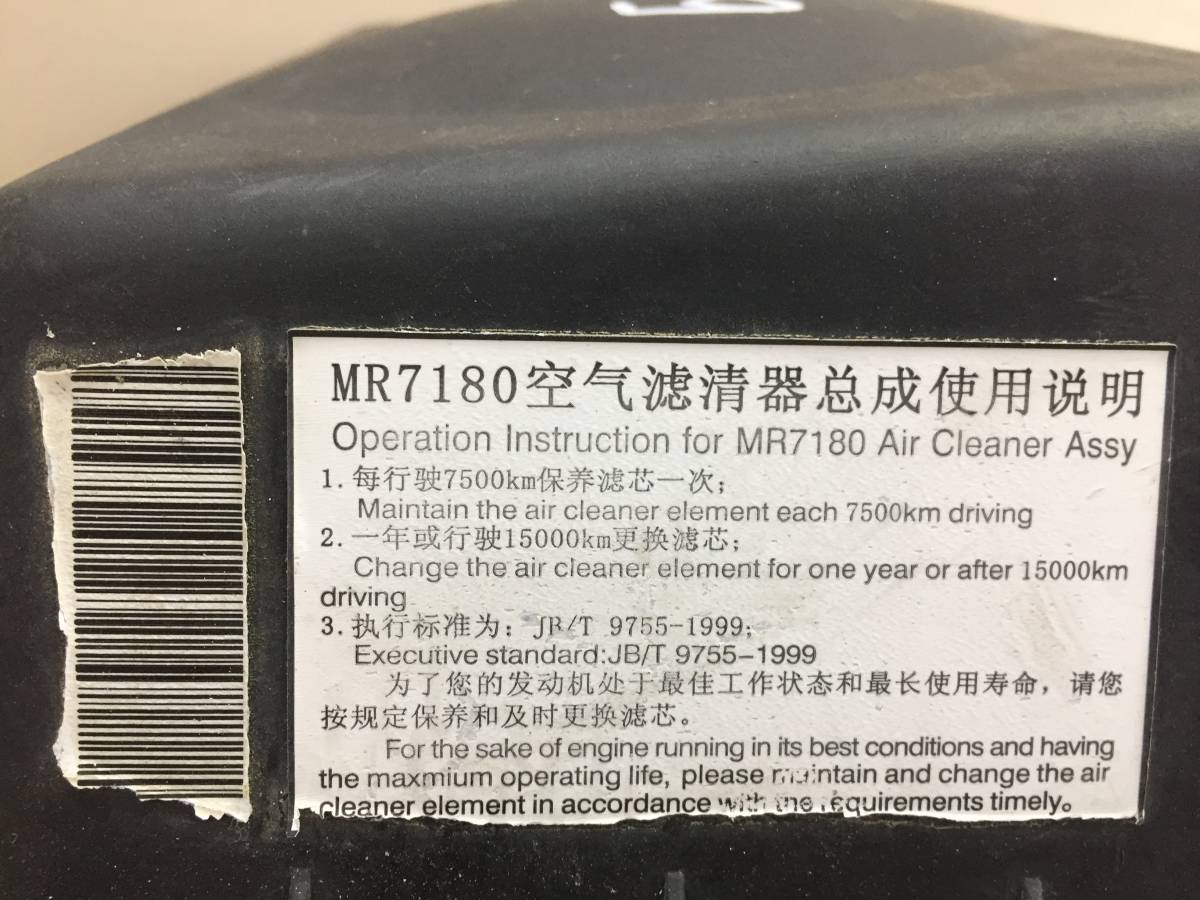 MR7180空气滤清器总成使用说明
Operation Instruction for MR7180 Air Cleaner Assy
1. 每行驶7500km保养滤芯一次；
Maintain the air cleaner element each 7500km driving
2. 一年或行驶15000km更换滤芯；
Change the air cleaner element for one year or after 15000km
driving
3. 执行标准为：JB/T 9755-1999;
Executive standard:JB/T 9755-1999
为了您的发动机处于最佳工作状态和最长使用寿命，请您
按规定保养和及时更换滤芯。
For the sake of engine running in its best conditions and having
the maxmium operating life, please maintain and change the air
cleaner element in accordance with the requirements timely。